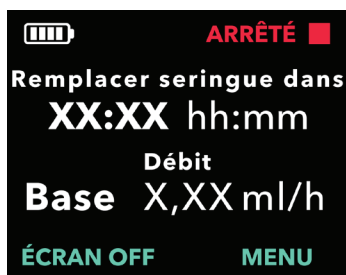 ARRÊTÉ
Remplacer seringue dans
XX:XX hh:mm
Débit
Base X,XX ml/h
ÉCRAN OFF MENU